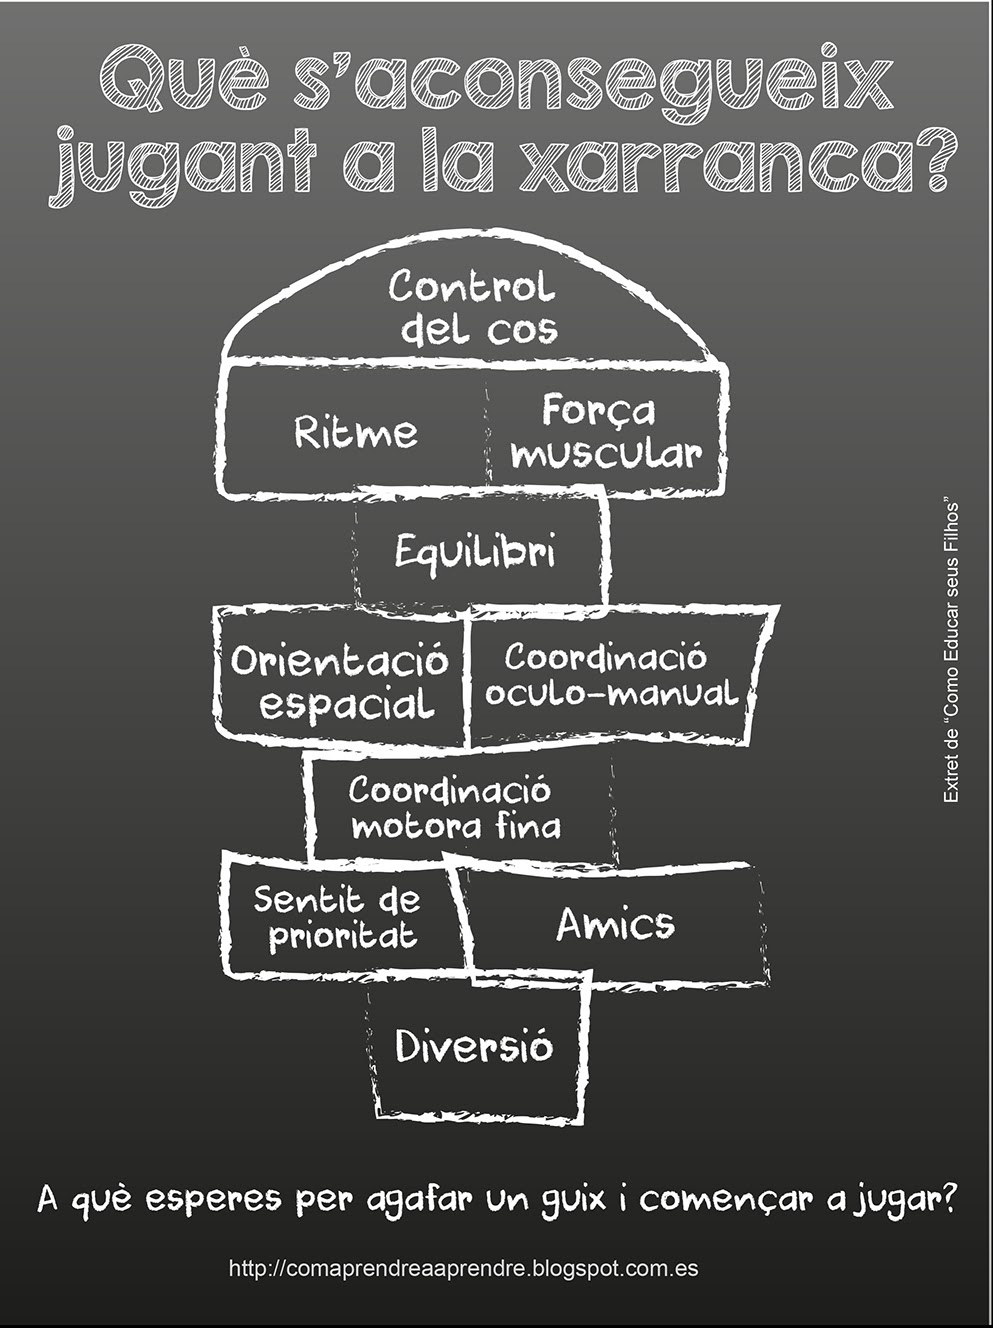 Què s'aconsegueix
jugant a la xarranca?
Control
del cos
Ritme
Força
muscular
Equilibri
Orientació
espacial
Coordinació
oculo-manual
Coordinació
motora fina
Sentit de
prioritat
Amics
Diversió
Extret de “Como Educar seus Filhos”
A què esperes per agafar un guix i començar a jugar?
http://comaprendreaaprendre.blogspot.com.es